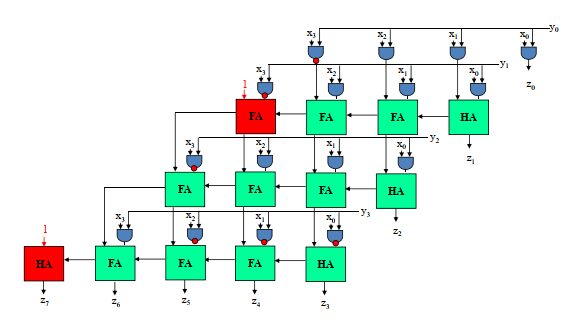 y₀
x₃ x₂ x₁ x₀
y₁
x₃ x₂ x₁ x₀
z₀
1
FA FA FA HA
y₂
x₃ x₂ x₁ x₀
z₁
FA FA FA HA
y₃
x₃ x₂ x₁ x₀
z₂
1
HA FA FA FA HA
z₇ z₆ z₅ z₄ z₃